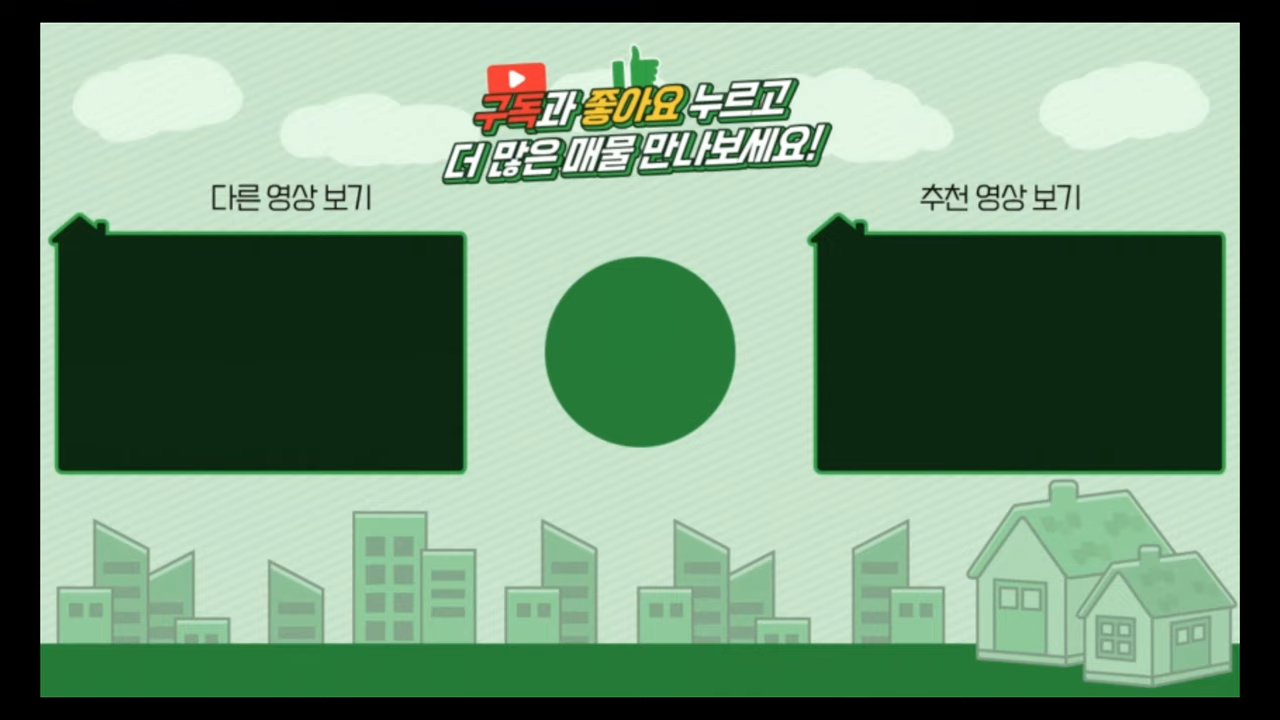 구독과 좋아요 누르고
더 많은 매물 만나보세요!
다른 영상 보기
추천 영상 보기